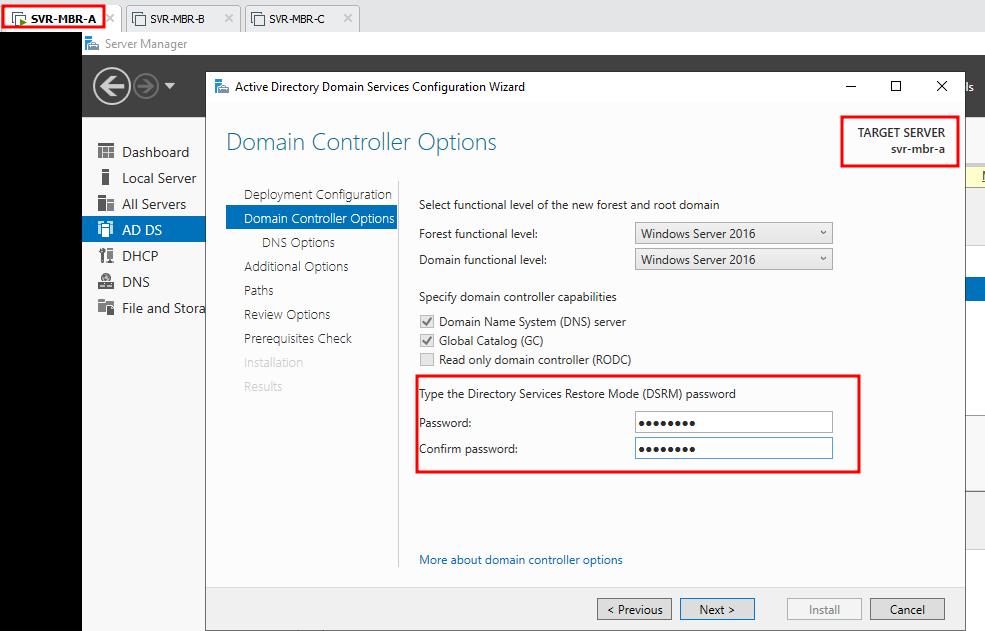 SVR-MBR-A
SVR-MBR-B
SVR-MBR-C
Server Manager
Active Directory Domain Services Configuration Wizard
Domain Controller Options
TARGET SERVER
svr-mbr-a
Dashboard
Local Server
All Servers
AD DS
DHCP
DNS
File and Stora
Deployment Configuration
Domain Controller Options
DNS Options
Additional Options
Paths
Review Options
Prerequisites Check
Installation
Results
Select functional level of the new forest and root domain
Forest functional level: Windows Server 2016
Domain functional level: Windows Server 2016
Specify domain controller capabilities
Domain Name System (DNS) server
Global Catalog (GC)
Read only domain controller (RODC)
Type the Directory Services Restore Mode (DSRM) password
Password: ●●●●●●●●
Confirm password: ●●●●●●●●
More about domain controller options
< Previous Next > Install Cancel